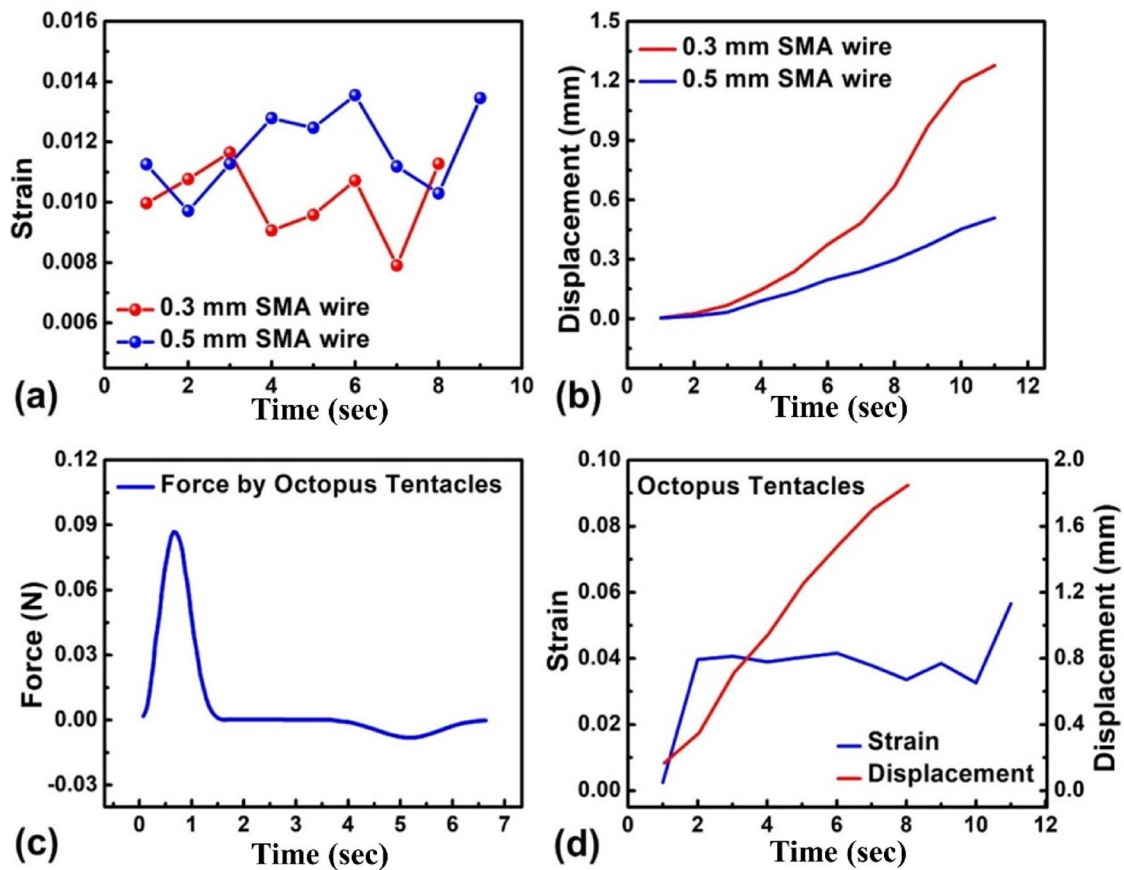 0.016
0.014
0.012
0.010
0.008
0.006
Strain
0.3 mm SMA wire
0.5 mm SMA wire
0 2 4 6 8 10
(a)
Time (sec)
1.5
1.2
0.9
0.6
0.3
0.0
Displacement (mm)
0.3 mm SMA wire
0.5 mm SMA wire
0 2 4 6 8 10 12
(b)
Time (sec)
0.12
0.09
0.06
0.03
0.00
-0.03
Force (N)
Force by Octopus Tentacles
0 1 2 3 4 5 6 7
(c)
Time (sec)
0.10
0.08
0.06
0.04
0.02
0.00
Strain
Octopus Tentacles
Strain
Displacement
2.0
1.6
1.2
0.8
0.4
0.0
Displacement (mm)
0 2 4 6 8 10 12
(d)
Time (sec)